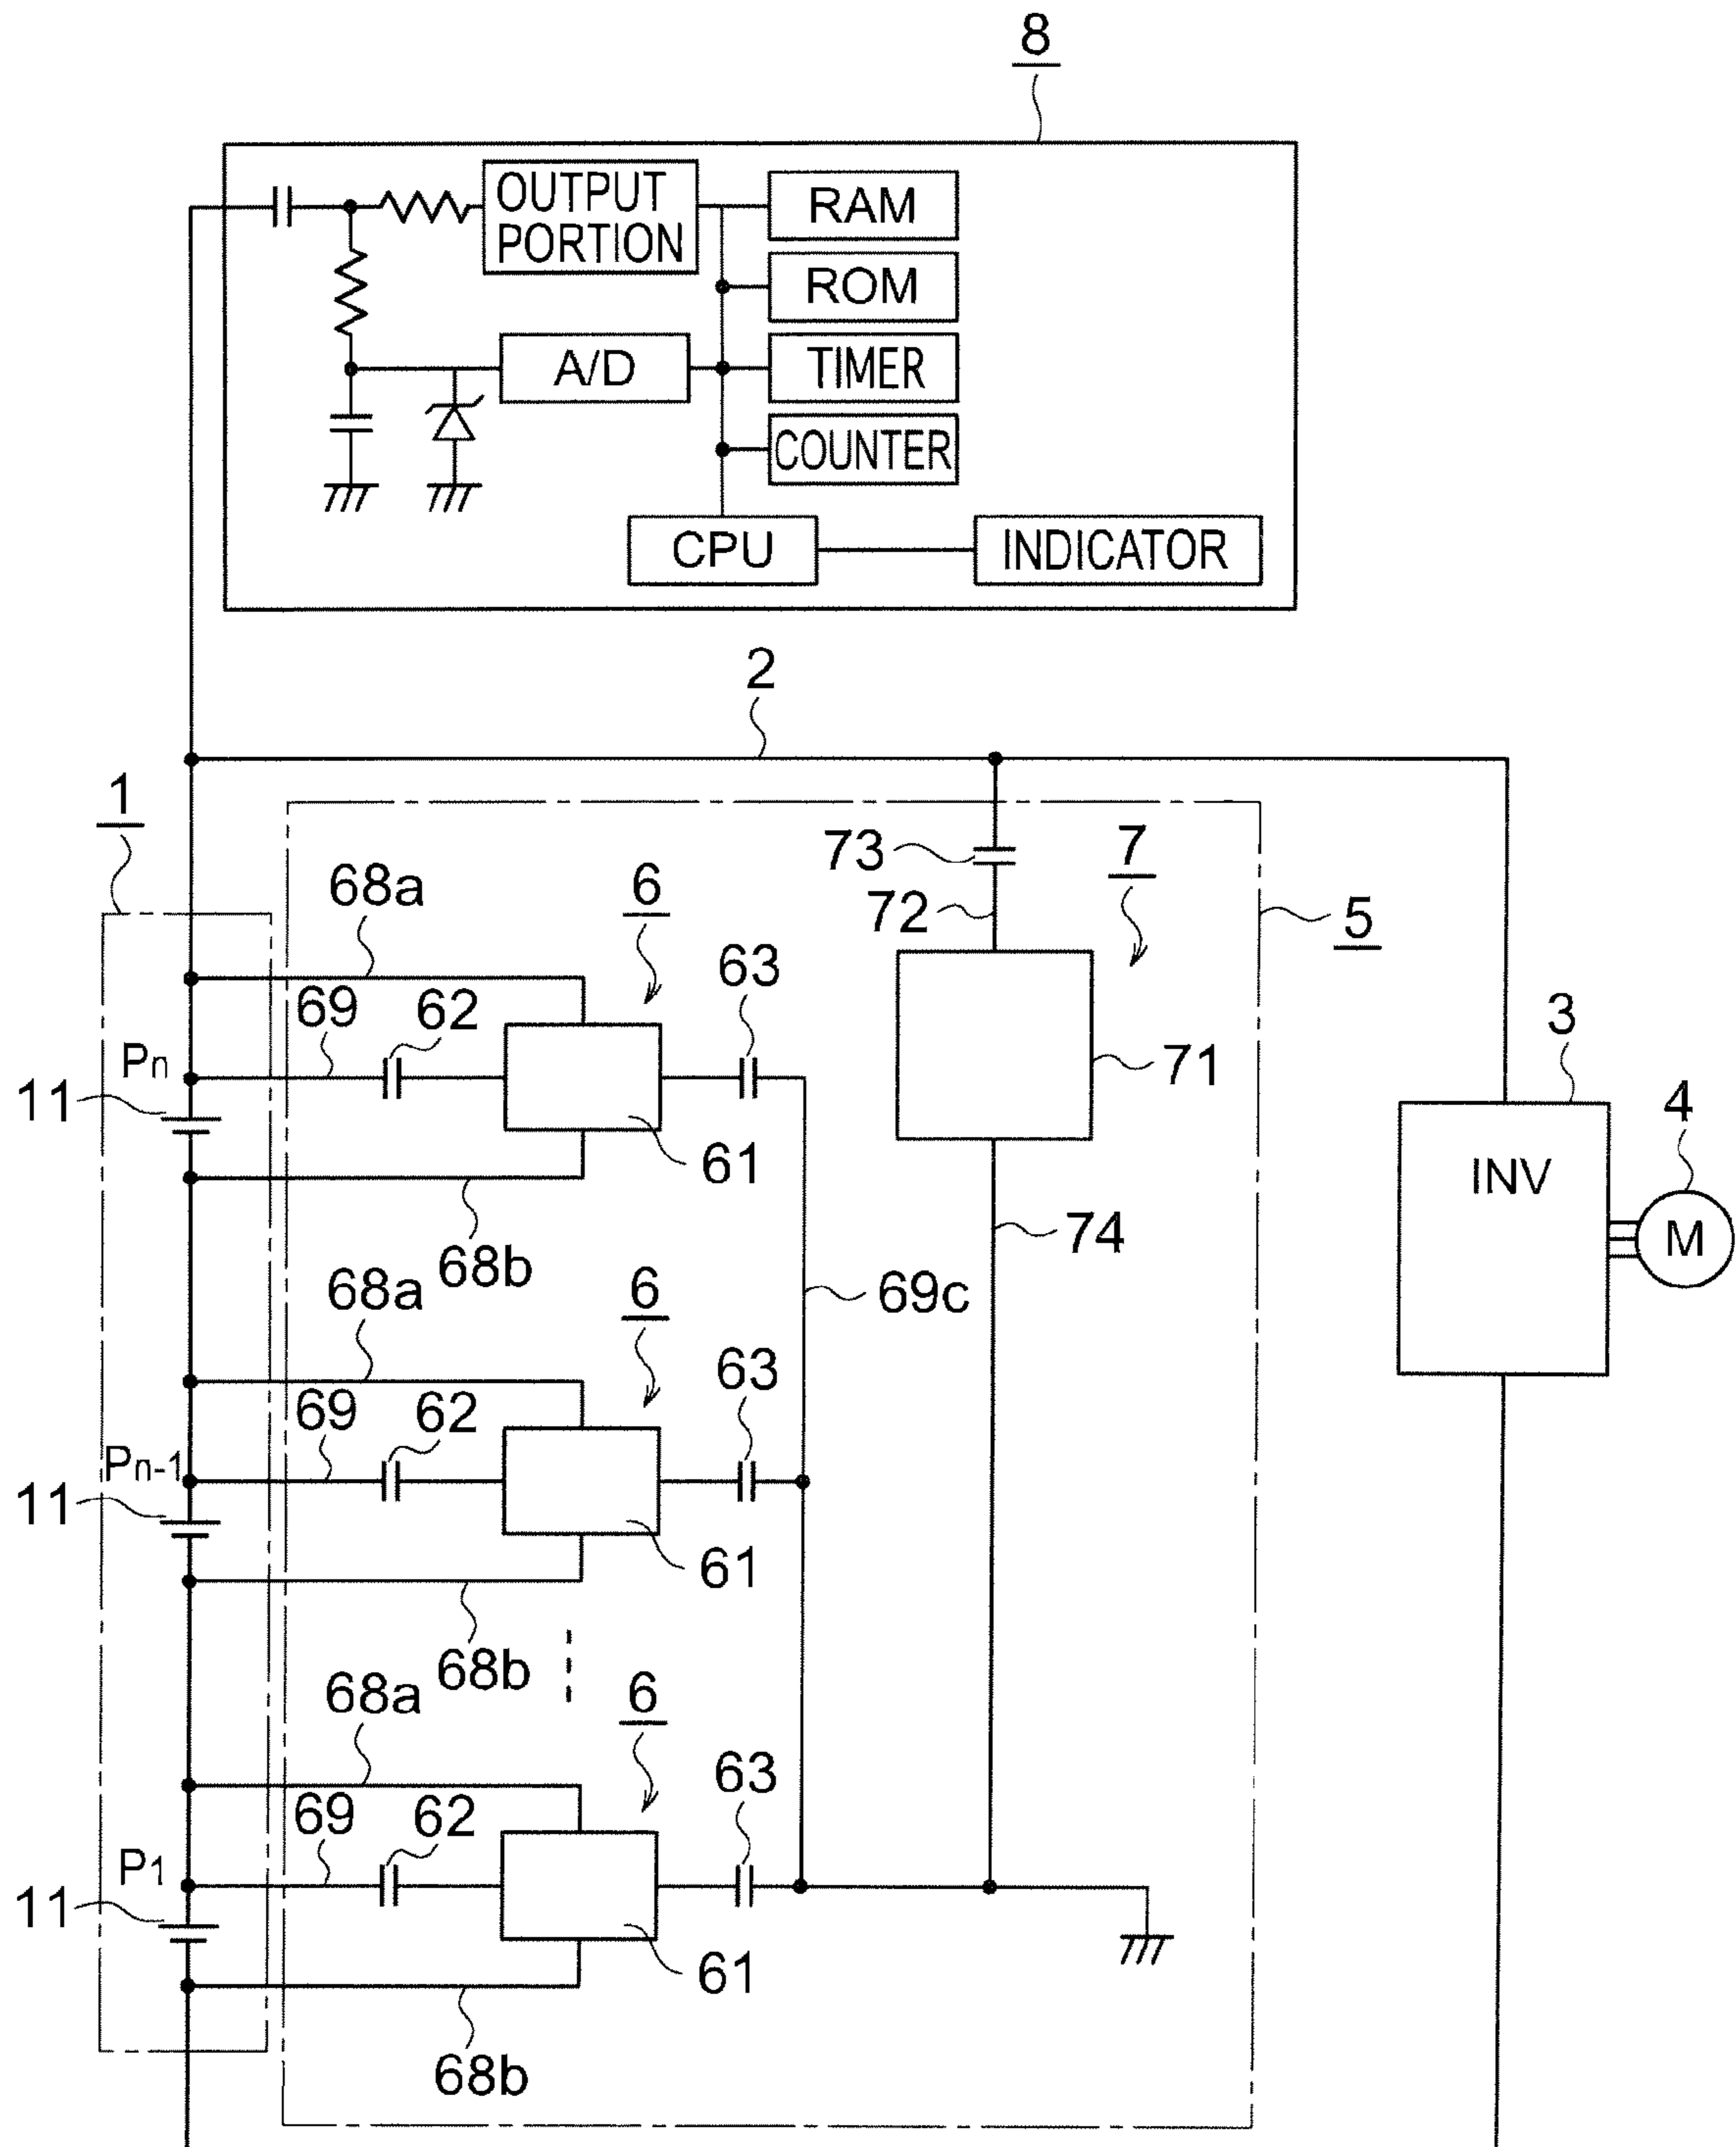 8
OUTPUT
PORTION
RAM
ROM
A/D
TIMER
COUNTER
CPU
INDICATOR
2
1
73
7
68a
6
72
5
63
69
62
3
Pn
71
11
4
61
INV
74
M
68b
68a
6
69c
63
69
62
Pn-1
11
61
68b
68a
6
63
69
62
P1
11
61
68b